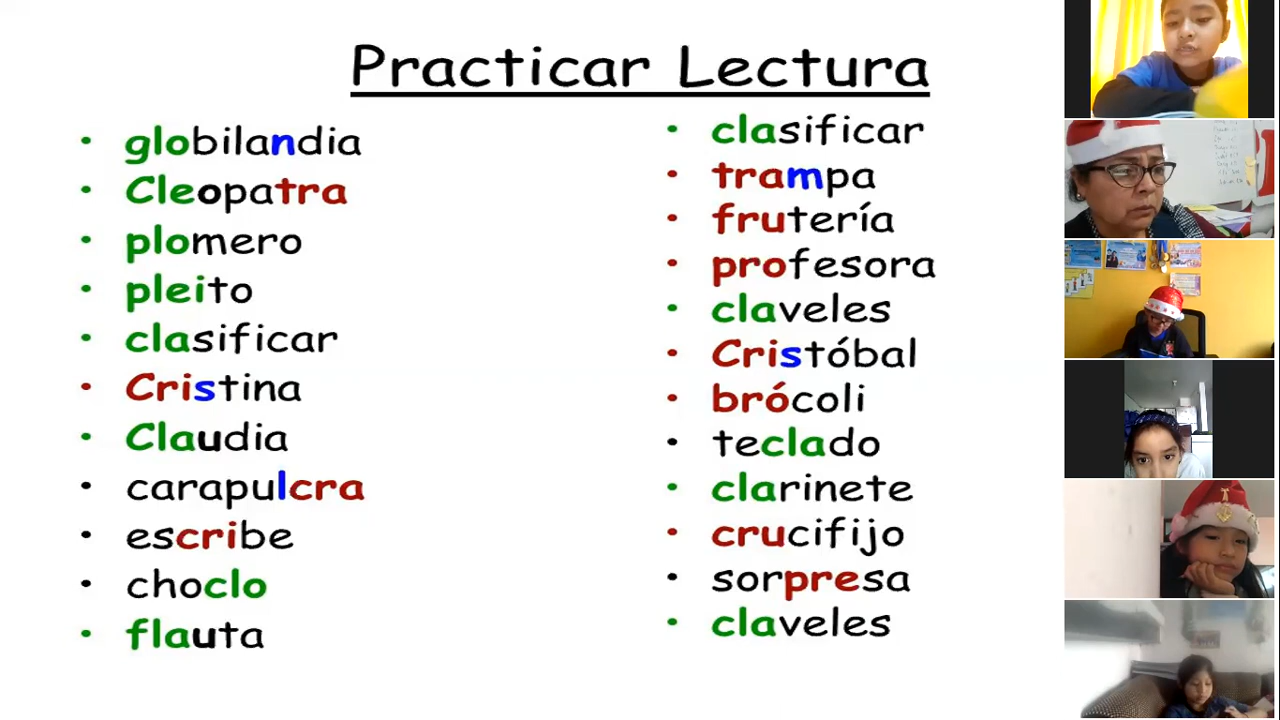 Practicar Lectura
• globilandia
• Cleopatra
• plomero
• pleito
• clasificar
• Cristina
• Claudia
• carapulcra
• escribe
• choclo
• flauta
• clasificar
• trampa
• frutería
• profesora
• claveles
• Cristóbal
• brócoli
• teclado
• clarinete
• crucifijo
• sorpresa
• claveles